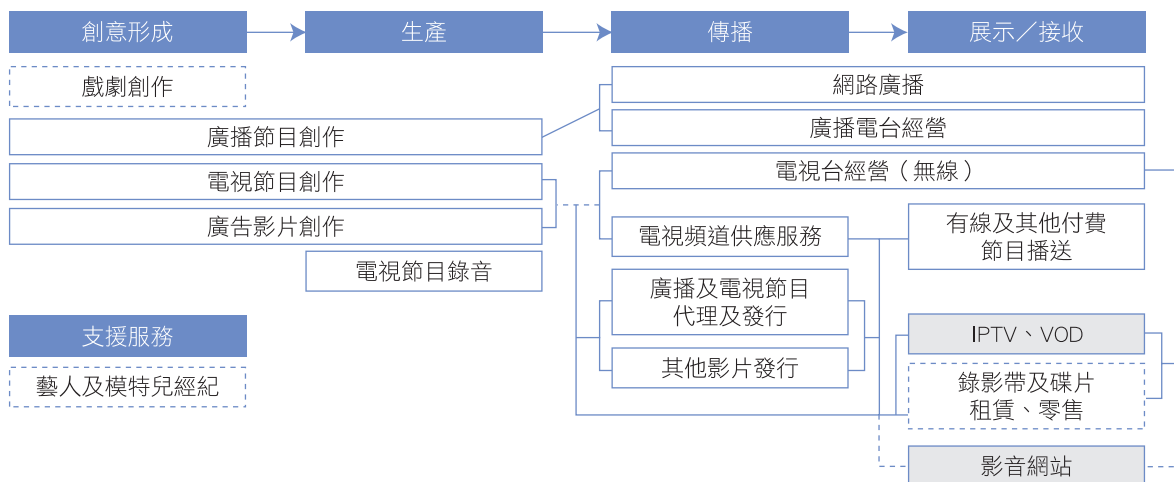 創意形成
生產
傳播
展示／接收
戲劇創作
網路廣播
廣播節目創作
廣播電台經營
電視節目創作
電視台經營（無線）
廣告影片創作
電視頻道供應服務
有線及其他付費
節目播送
電視節目錄音
廣播及電視節目
代理及發行
支援服務
IPTV、VOD
藝人及模特兒經紀
其他影片發行
錄影帶及碟片
租賃、零售
影音網站